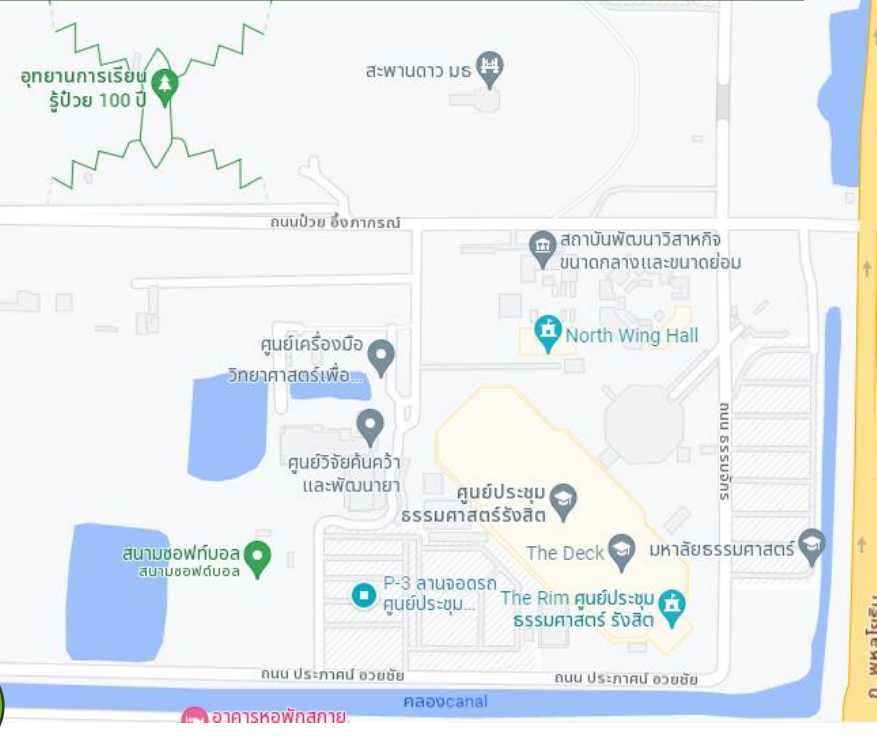 สะพานดาว มธ
อุทยานการเรียน
รู้ป๋วย 100 ปี
ถนนป๋วย อึ๊งภากรณ์
สถาบันพัฒนาวิสาหกิจ
ขนาดกลางและขนาดย่อม
North Wing Hall
ศูนย์เครื่องมือ
วิทยาศาสตร์เพื่อ...
ถนน ธรรมจักร
ศูนย์วิจัยค้นคว้า
และพัฒนายา
ศูนย์ประชุม
ธรรมศาสตร์รังสิต
The Deck
มหาลัยธรรมศาสตร์
สนามซอฟท์บอล
สนามซอฟต์บอล
P-3 ลานจอดรถ
ศูนย์ประชุม...
The Rim ศูนย์ประชุม
ธรรมศาสตร์ รังสิต
ถ. พหลโยธิน
ถนน ประภาศน์ อวยชัย
ถนน ประภาศน์ อวยชัย
คลองcanal
อาคารหอพักสกาย